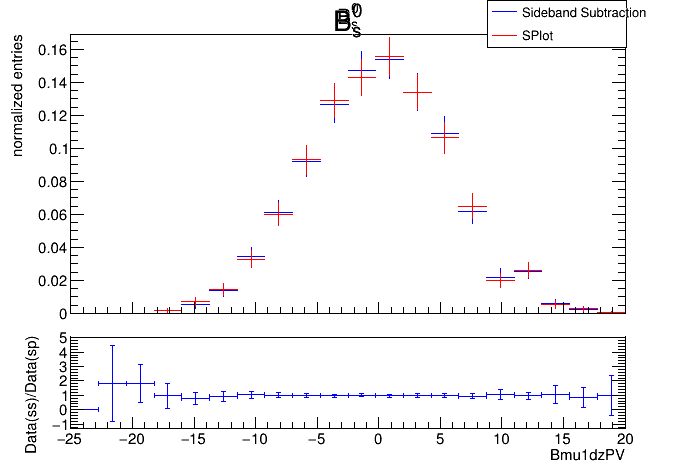 B⁰ₛ
Sideband Subtraction
SPlot
normalized entries
0.16
0.14
0.12
0.1
0.08
0.06
0.04
0.02
0
Data(ss)/Data(sp)
5
4
3
2
1
0
−1
−25 −20 −15 −10 −5 0 5 10 15 20
Bmu1dzPV